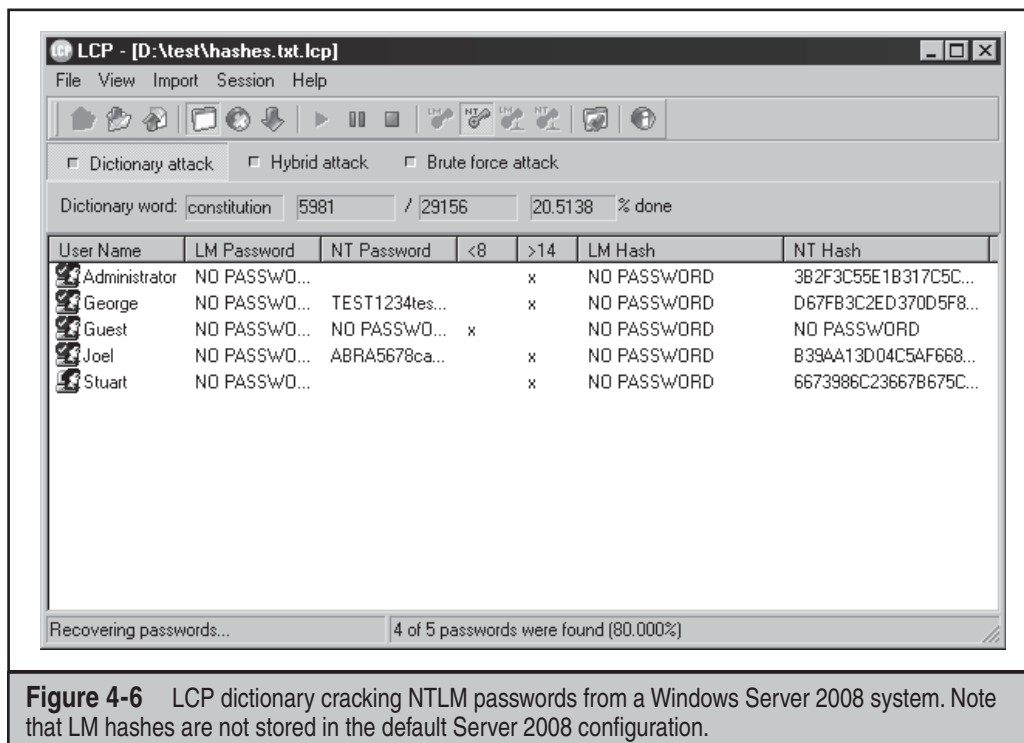 LCP - [D:\test\hashes.txt.lcp]
File View Import Session Help
LM NT LM NT
Dictionary attack Hybrid attack Brute force attack
Dictionary word: constitution 5981 / 29156 20.5138 % done
User Name LM Password NT Password <8 >14 LM Hash NT Hash
Administrator NO PASSWO... x NO PASSWORD 3B2F3C55E1B317C5C...
George NO PASSWO... TEST1234tes... x NO PASSWORD D67FB3C2ED370D5F8...
Guest NO PASSWO... NO PASSWO... x NO PASSWORD NO PASSWORD
Joel NO PASSWO... ABRA5678ca... x NO PASSWORD B39AA13D04C5AF668...
Stuart NO PASSWO... x NO PASSWORD 6673986C23667B675C...
Recovering passwords... 4 of 5 passwords were found (80.000%)
Figure 4-6 LCP dictionary cracking NTLM passwords from a Windows Server 2008 system. Note
that LM hashes are not stored in the default Server 2008 configuration.